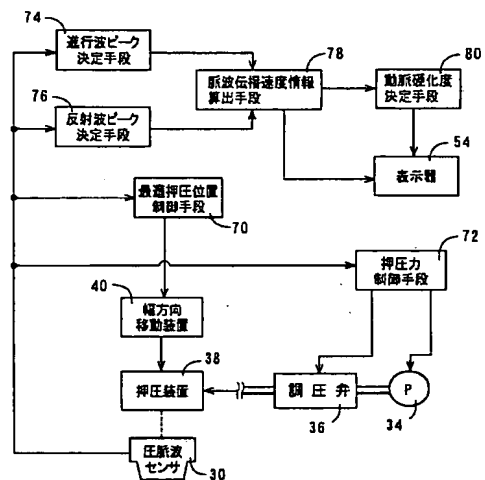 74
進行波ピーク
決定手段
76
反射波ピーク
決定手段
78
脈波伝播速度情報
算出手段
80
動脈硬化度
決定手段
54
表示器
最適押圧位置
制御手段
70
72
押圧力
制御手段
40
幅方向
移動装置
38
押圧装置
調圧弁
36
P
34
圧脈波
センサ
30